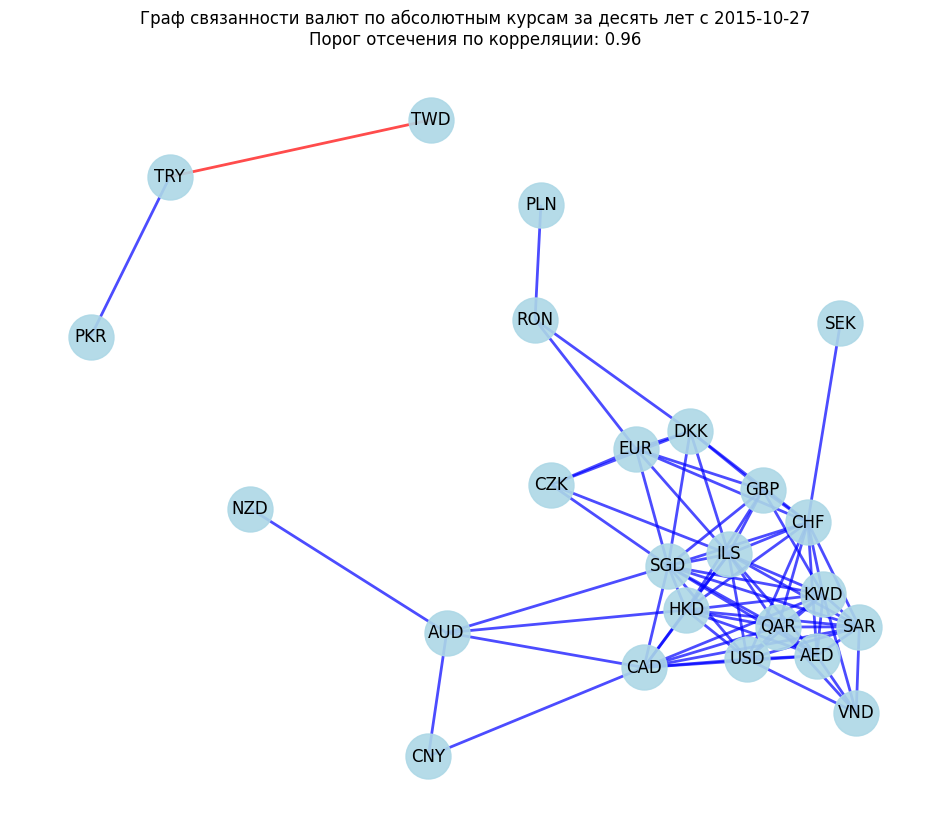 Граф связанности валют по абсолютным курсам за десять лет с 2015-10-27
Порог отсечения по корреляции: 0.96
TWD
TRY
PLN
RON
SEK
PKR
DKK
EUR
CZK
GBP
NZD
CHF
ILS
SGD
KWD
HKD
QAR
SAR
AUD
AED
USD
CAD
VND
CNY